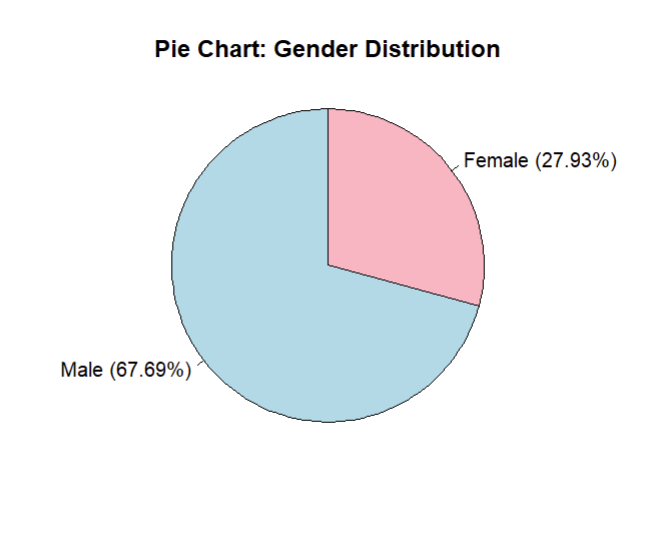 Pie Chart: Gender Distribution
Female (27.93%)
Male (67.69%)